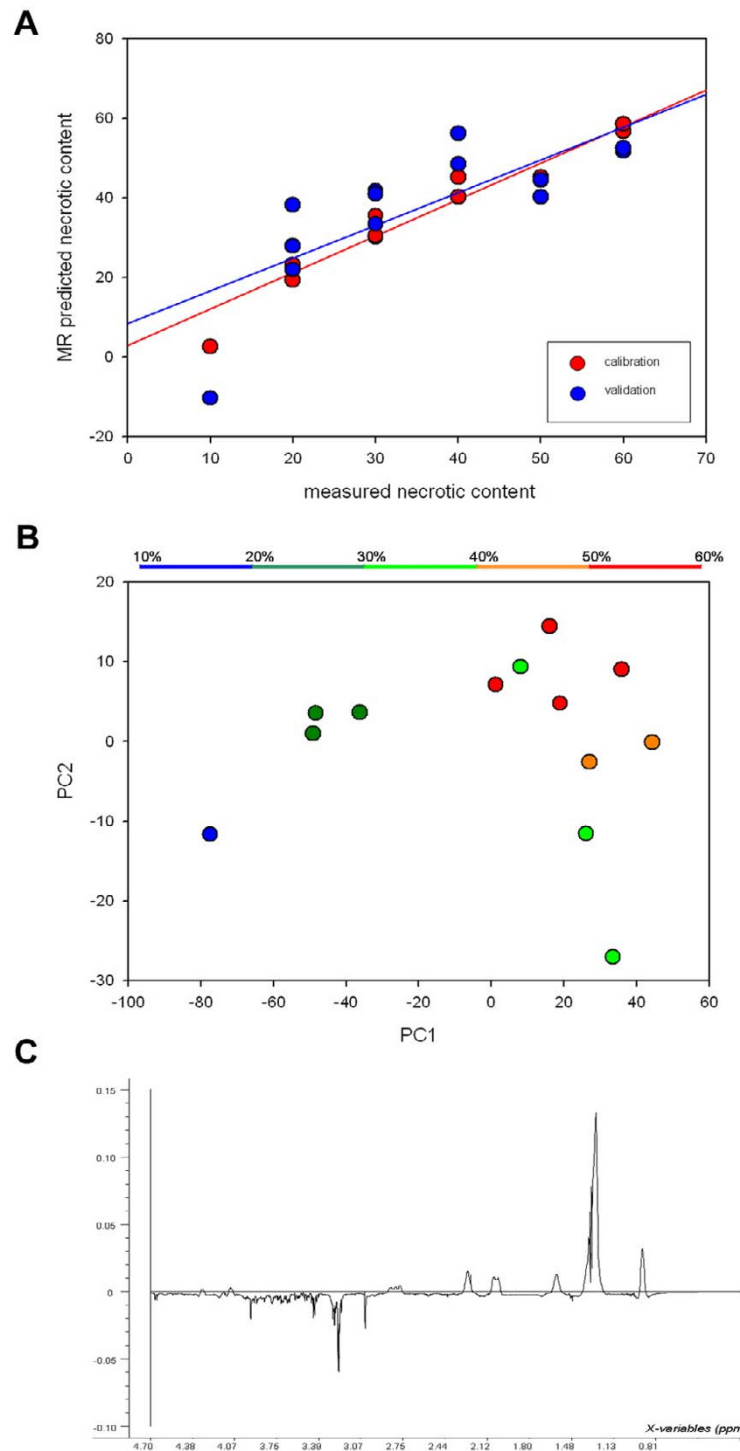 A
80
60
40
20
0
-20
MR predicted necrotic content
calibration
validation
0 10 20 30 40 50 60 70
measured necrotic content
B
10% 20% 30% 40% 50% 60%
20
10
0
-10
-20
-30
PC2
-100 -80 -60 -40 -20 0 20 40 60
PC1
C
0.15
0.10
0.05
0
-0.05
-0.10
X-variables (ppm
4.70 4.38 4.07 3.76 3.39 3.07 2.75 2.44 2.12 1.80 1.48 1.13 0.81